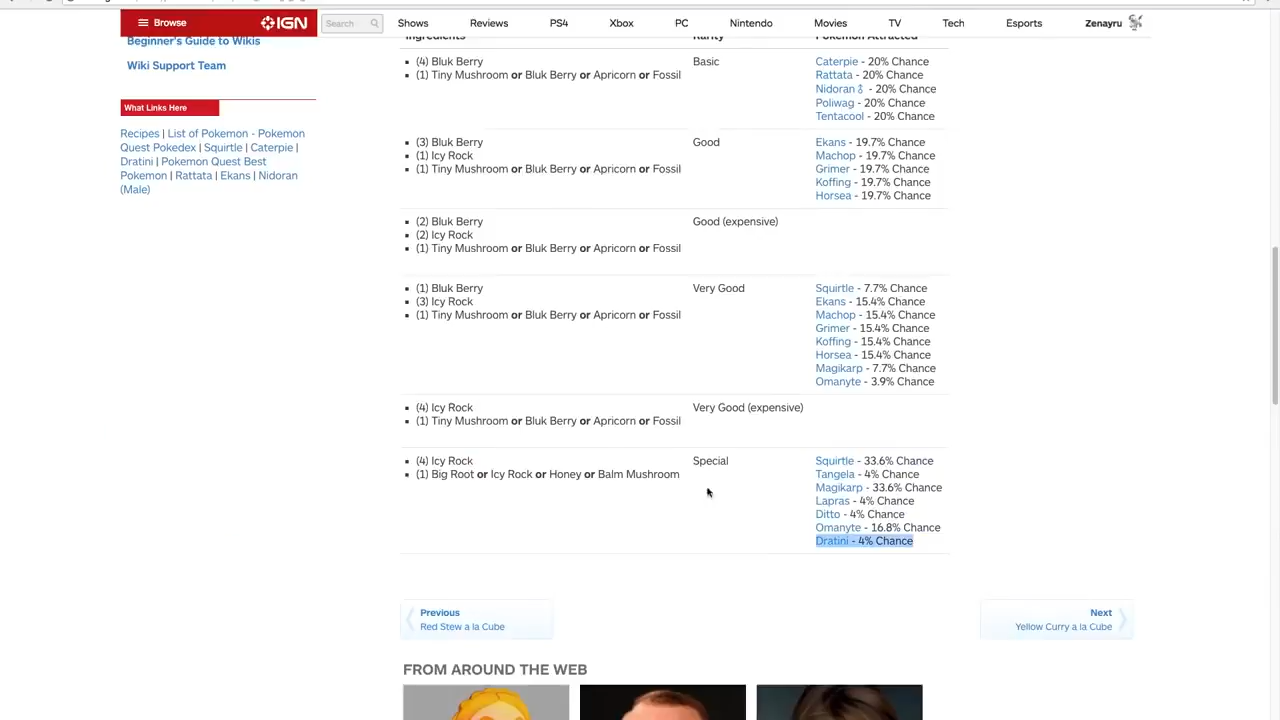 Browse
IGN
Search
Shows
Reviews
PS4
Xbox
PC
Nintendo
Movies
TV
Tech
Esports
Zenayru
Beginner's Guide to Wikis
Wiki Support Team
What Links Here
Recipes | List of Pokemon - Pokemon
Quest Pokedex | Squirtle | Caterpie |
Dratini | Pokemon Quest Best
Pokemon | Rattata | Ekans | Nidoran
(Male)
Ingredients Rarity Pokemon Attracted
(4) Bluk Berry
(1) Tiny Mushroom or Bluk Berry or Apricorn or Fossil
Basic
Caterpie - 20% Chance
Rattata - 20% Chance
Nidoran♂ - 20% Chance
Poliwag - 20% Chance
Tentacool - 20% Chance
(3) Bluk Berry
(1) Icy Rock
(1) Tiny Mushroom or Bluk Berry or Apricorn or Fossil
Good
Ekans - 19.7% Chance
Machop - 19.7% Chance
Grimer - 19.7% Chance
Koffing - 19.7% Chance
Horsea - 19.7% Chance
(2) Bluk Berry
(2) Icy Rock
(1) Tiny Mushroom or Bluk Berry or Apricorn or Fossil
Good (expensive)
(1) Bluk Berry
(3) Icy Rock
(1) Tiny Mushroom or Bluk Berry or Apricorn or Fossil
Very Good
Squirtle - 7.7% Chance
Ekans - 15.4% Chance
Machop - 15.4% Chance
Grimer - 15.4% Chance
Koffing - 15.4% Chance
Horsea - 15.4% Chance
Magikarp - 7.7% Chance
Omanyte - 3.9% Chance
(4) Icy Rock
(1) Tiny Mushroom or Bluk Berry or Apricorn or Fossil
Very Good (expensive)
(4) Icy Rock
(1) Big Root or Icy Rock or Honey or Balm Mushroom
Special
Squirtle - 33.6% Chance
Tangela - 4% Chance
Magikarp - 33.6% Chance
Lapras - 4% Chance
Ditto - 4% Chance
Omanyte - 16.8% Chance
Dratini - 4% Chance
Previous
Red Stew a la Cube
Next
Yellow Curry a la Cube
FROM AROUND THE WEB